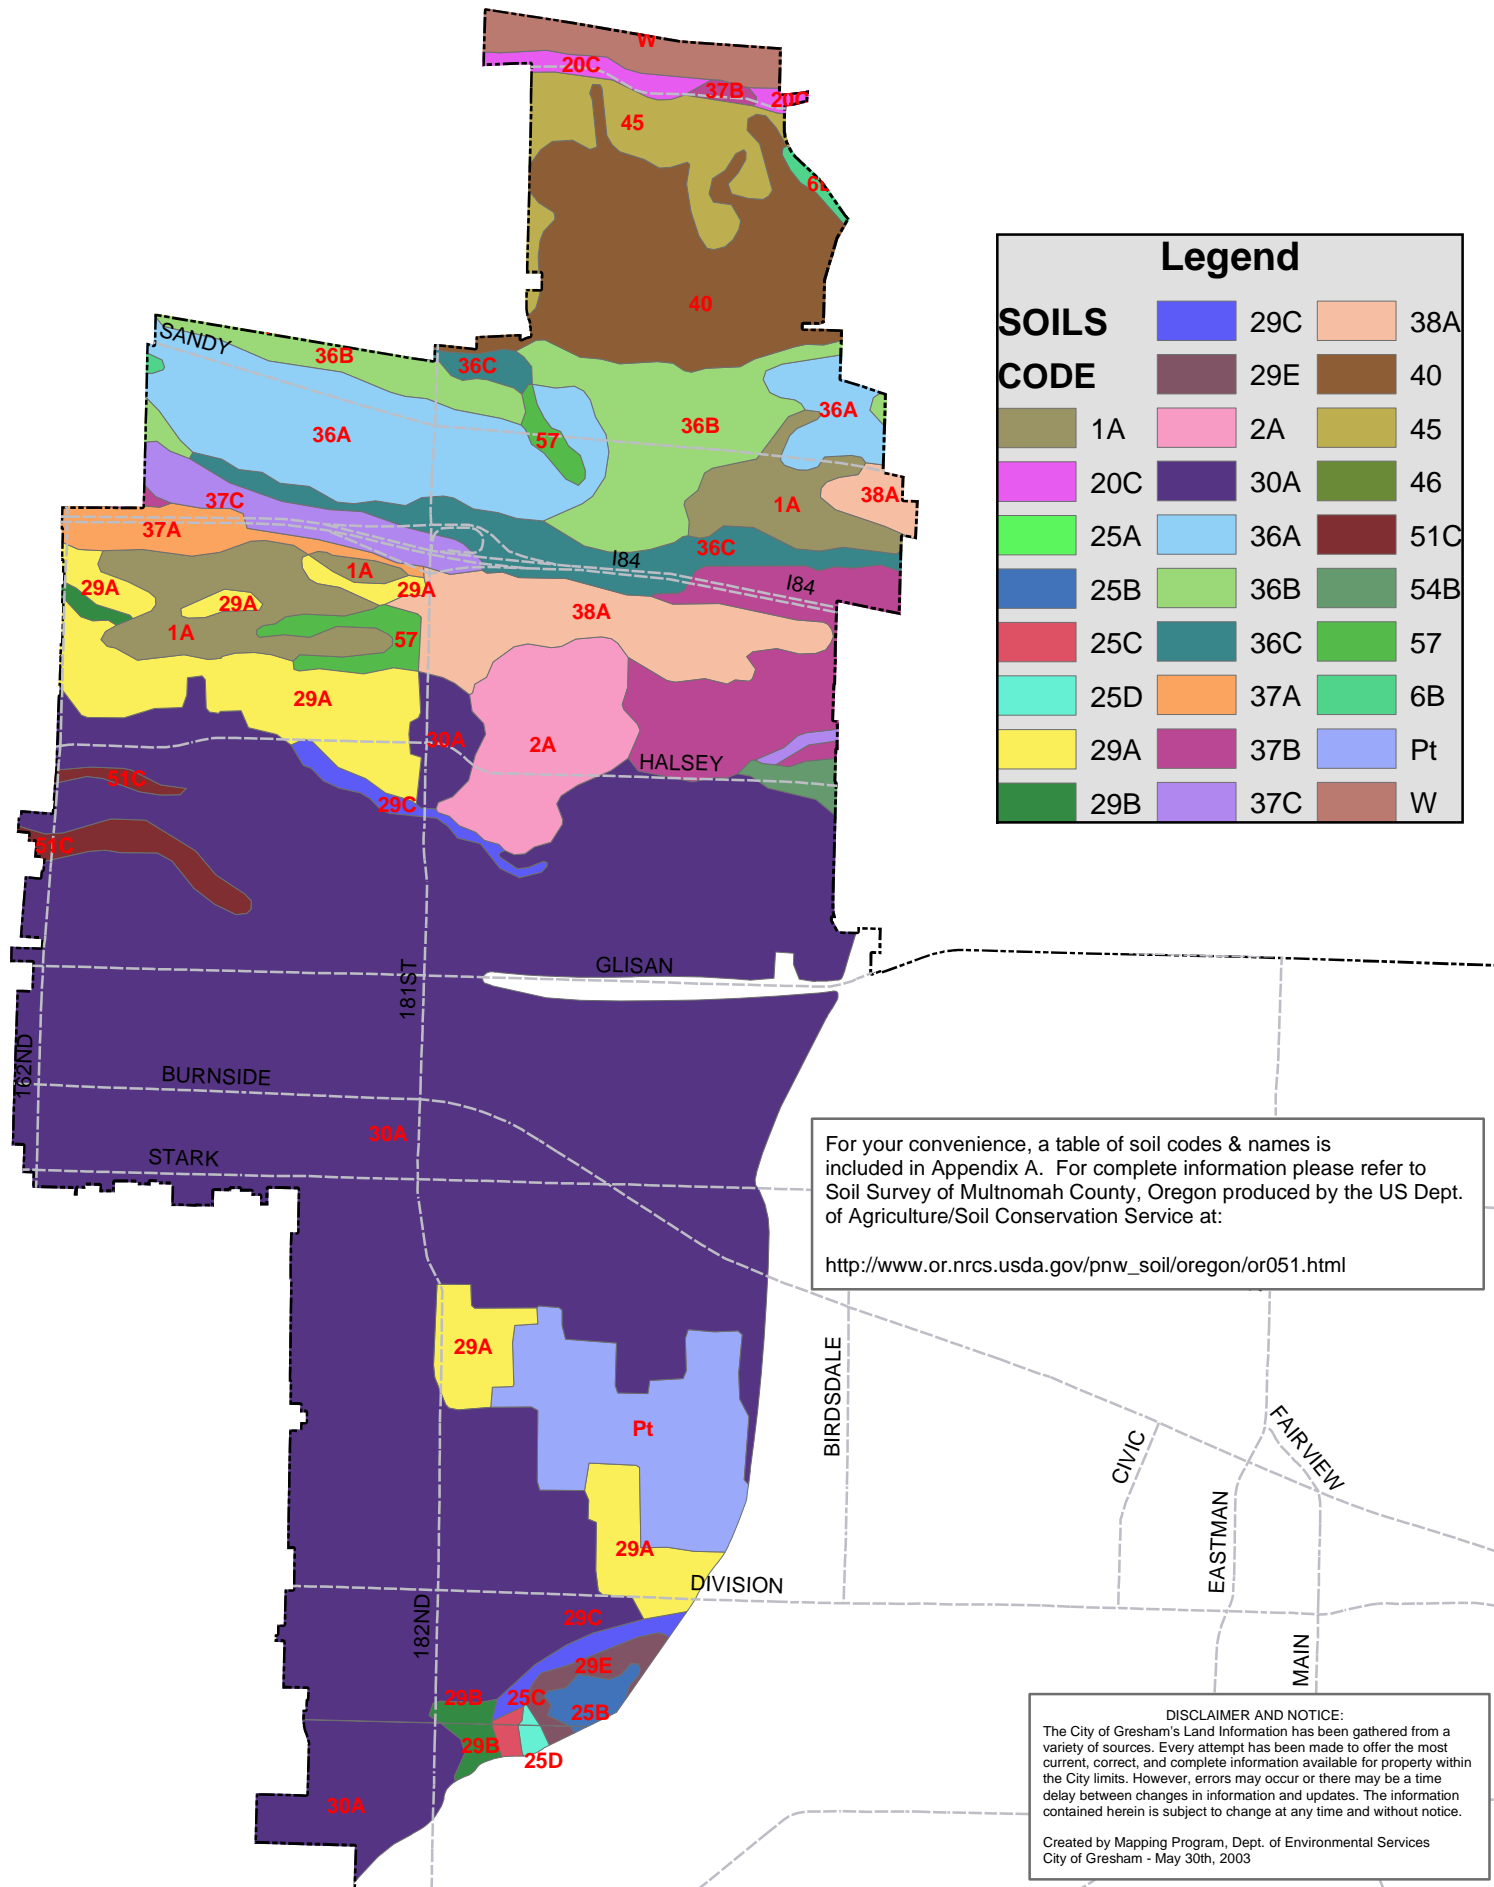 W
20C
37B
20C
45
40
SANDY
36B
36C
36A
36B
57
36A
37C
1A
38A
37A
36C
I84
I84
1A
29A
29A
29A
38A
1A
57
29A
30A
2A
HALSEY
51C
29C
51C
GLISAN
181ST
162ND
BURNSIDE
30A
STARK
29A
Pt
BIRDSDALE
CIVIC
FAIRVIEW
EASTMAN
29A
DIVISION
29C
182ND
29E
MAIN
29B
25C
25B
29B
25D
30A
Legend
SOILS
CODE
1A
20C
25A
25B
25C
25D
29A
29B
29C
29E
2A
30A
36A
36B
36C
37A
37B
37C
38A
40
45
46
51C
54B
57
6B
Pt
W
For your convenience, a table of soil codes & names is
included in Appendix A. For complete information please refer to
Soil Survey of Multnomah County, Oregon produced by the US Dept.
of Agriculture/Soil Conservation Service at:
http://www.or.nrcs.usda.gov/pnw_soil/oregon/or051.html
DISCLAIMER AND NOTICE:
The City of Gresham's Land Information has been gathered from a
variety of sources. Every attempt has been made to offer the most
current, correct, and complete information available for property within
the City limits. However, errors may occur or there may be a time
delay between changes in information and updates. The information
contained herein is subject to change at any time and without notice.
Created by Mapping Program, Dept. of Environmental Services
City of Gresham - May 30th, 2003